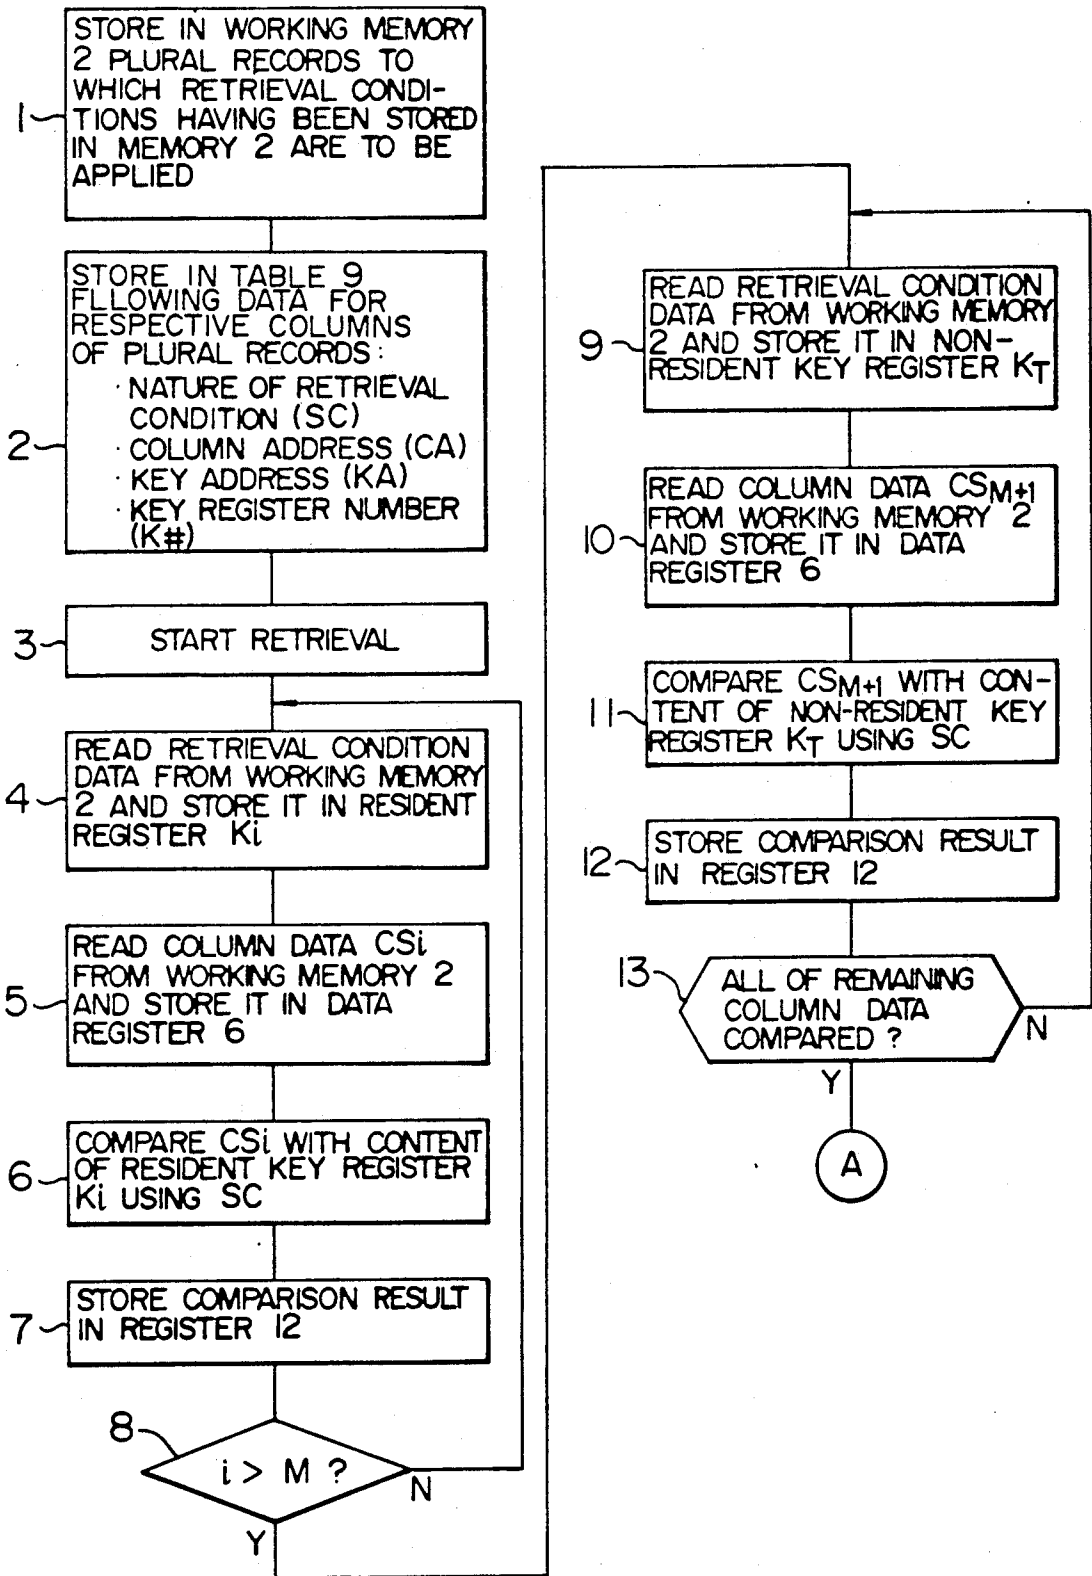 STORE IN WORKING MEMORY
2 PLURAL RECORDS TO
WHICH RETRIEVAL CONDI-
TIONS HAVING BEEN STORED
IN MEMORY 2 ARE TO BE
APPLIED
1
STORE IN TABLE 9
FLLOWING DATA FOR
RESPECTIVE COLUMNS
OF PLURAL RECORDS:
· NATURE OF RETRIEVAL
CONDITION (SC)
· COLUMN ADDRESS (CA)
· KEY ADDRESS (KA)
· KEY REGISTER NUMBER
(K#)
2
3
START RETRIEVAL
READ RETRIEVAL CONDITION
DATA FROM WORKING MEMORY
2 AND STORE IT IN RESIDENT
REGISTER Ki
4
READ COLUMN DATA CSi
FROM WORKING MEMORY 2
AND STORE IT IN DATA
REGISTER 6
5
COMPARE CSi WITH CONTENT
OF RESIDENT KEY REGISTER
Ki USING SC
6
STORE COMPARISON RESULT
IN REGISTER 12
7
8
i > M ?
N
Y
READ RETRIEVAL CONDITION
DATA FROM WORKING MEMORY
2 AND STORE IT IN NON-
RESIDENT KEY REGISTER KT
9
READ COLUMN DATA CSM+1
FROM WORKING MEMORY 2
AND STORE IT IN DATA
REGISTER 6
10
COMPARE CSM+1 WITH CON-
TENT OF NON-RESIDENT KEY
REGISTER KT USING SC
11
STORE COMPARISON RESULT
IN REGISTER 12
12
13
ALL OF REMAINING
COLUMN DATA
COMPARED ?
N
Y
A